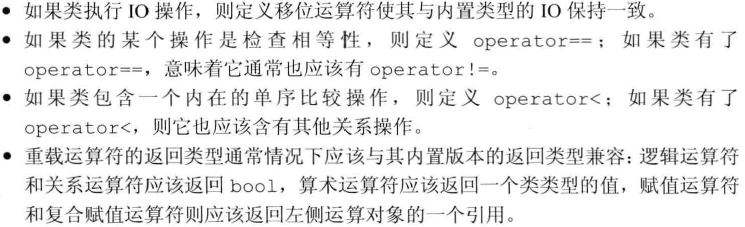 • 如果类执行 IO 操作，则定义移位运算符使其与内置类型的 IO 保持一致。
• 如果类的某个操作是检查相等性，则定义 operator==；如果类有了
operator==，意味着它通常也应该有 operator!=。
• 如果类包含一个内在的单序比较操作，则定义 operator<；如果类有了
operator<，则它也应该含有其他关系操作。
• 重载运算符的返回类型通常情况下应该与其内置版本的返回类型兼容：逻辑运算符
和关系运算符应该返回 bool，算术运算符应该返回一个类类型的值，赋值运算符
和复合赋值运算符则应该返回左侧运算对象的一个引用。